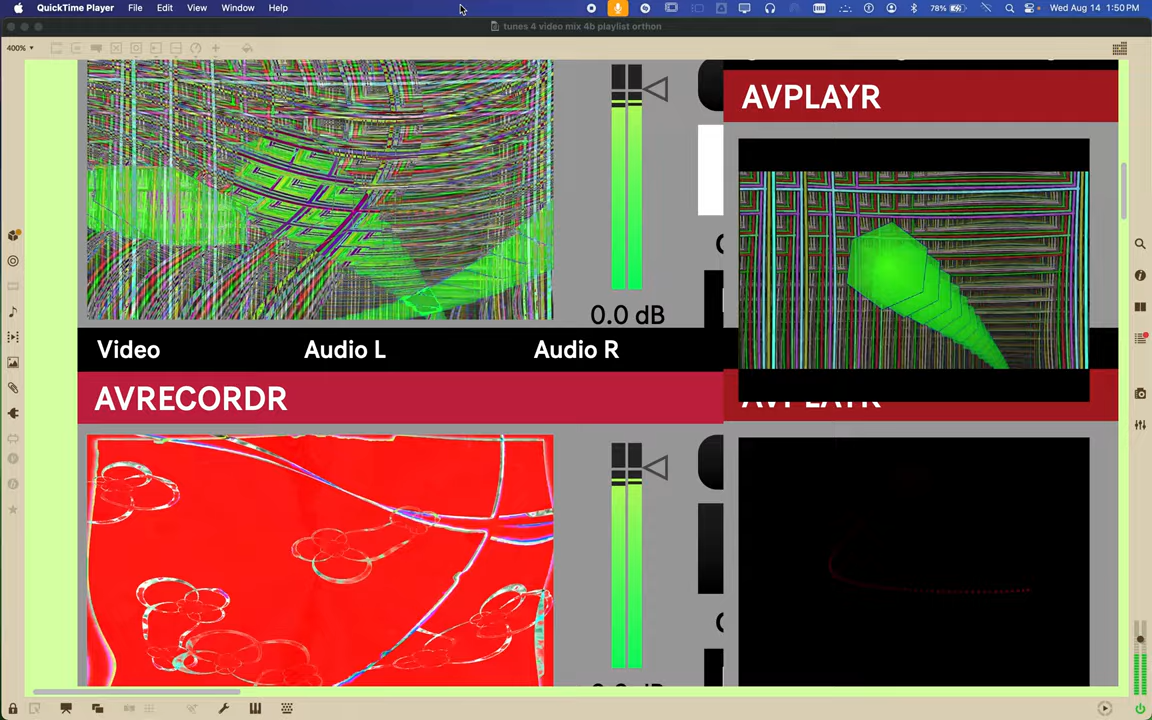 QuickTime Player File Edit View Window Help 78% Wed Aug 14 1:50 PM
tunes 4 video mix 4b playlist orthon
400%
AVPLAYR
0.0 dB
Video Audio L Audio R
AVRECORDR
AVPLAYR